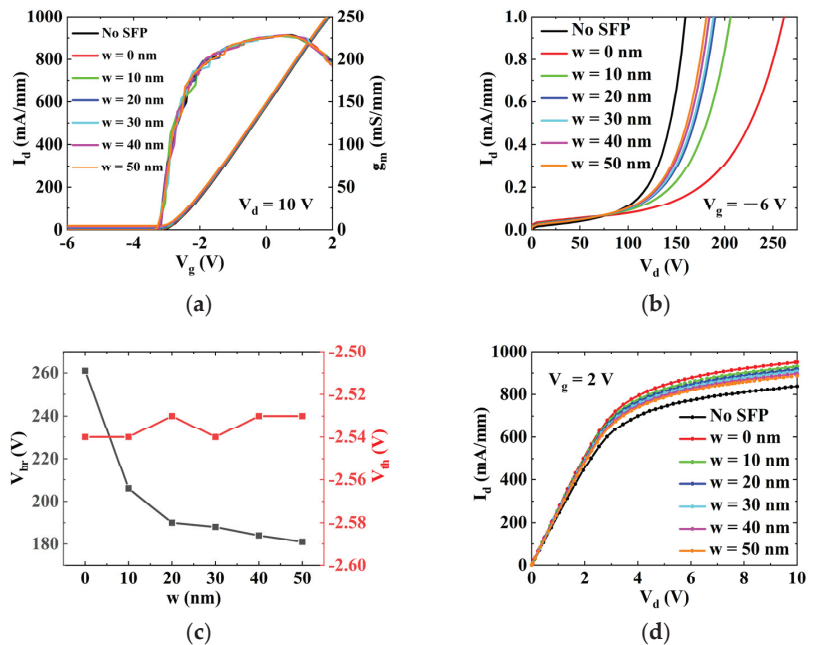 1000
800
600
400
200
0
I_d (mA/mm)
250
200
150
100
50
0
g_m (mS/mm)
No SFP
w = 0 nm
w = 10 nm
w = 20 nm
w = 30 nm
w = 40 nm
w = 50 nm
V_d = 10 V
-6 -4 -2 0 2
V_g (V)
(a)
1.0
0.8
0.6
0.4
0.2
0.0
I_d (mA/mm)
No SFP
w = 0 nm
w = 10 nm
w = 20 nm
w = 30 nm
w = 40 nm
w = 50 nm
V_g = −6 V
0 50 100 150 200 250
V_d (V)
(b)
260
240
220
200
180
V_br (V)
-2.50
-2.52
-2.54
-2.56
-2.58
-2.60
V_th (V)
0 10 20 30 40 50
w (nm)
(c)
1000
800
600
400
200
0
I_d (mA/mm)
V_g = 2 V
No SFP
w = 0 nm
w = 10 nm
w = 20 nm
w = 30 nm
w = 40 nm
w = 50 nm
0 2 4 6 8 10
V_d (V)
(d)